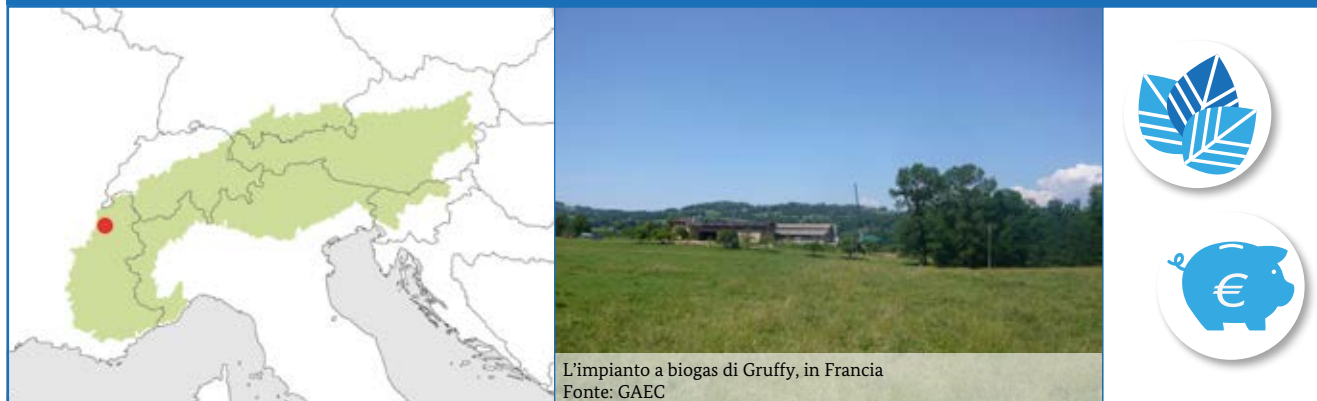 L'impianto a biogas di Gruffy, in Francia
Fonte: GAEC
€